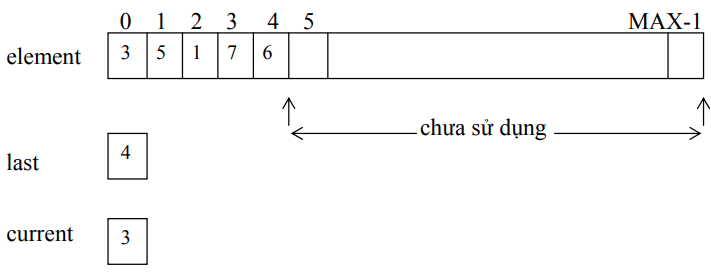 0 1 2 3 4 5 MAX-1
element 3 5 1 7 6
chưa sử dụng
4
last
current 3